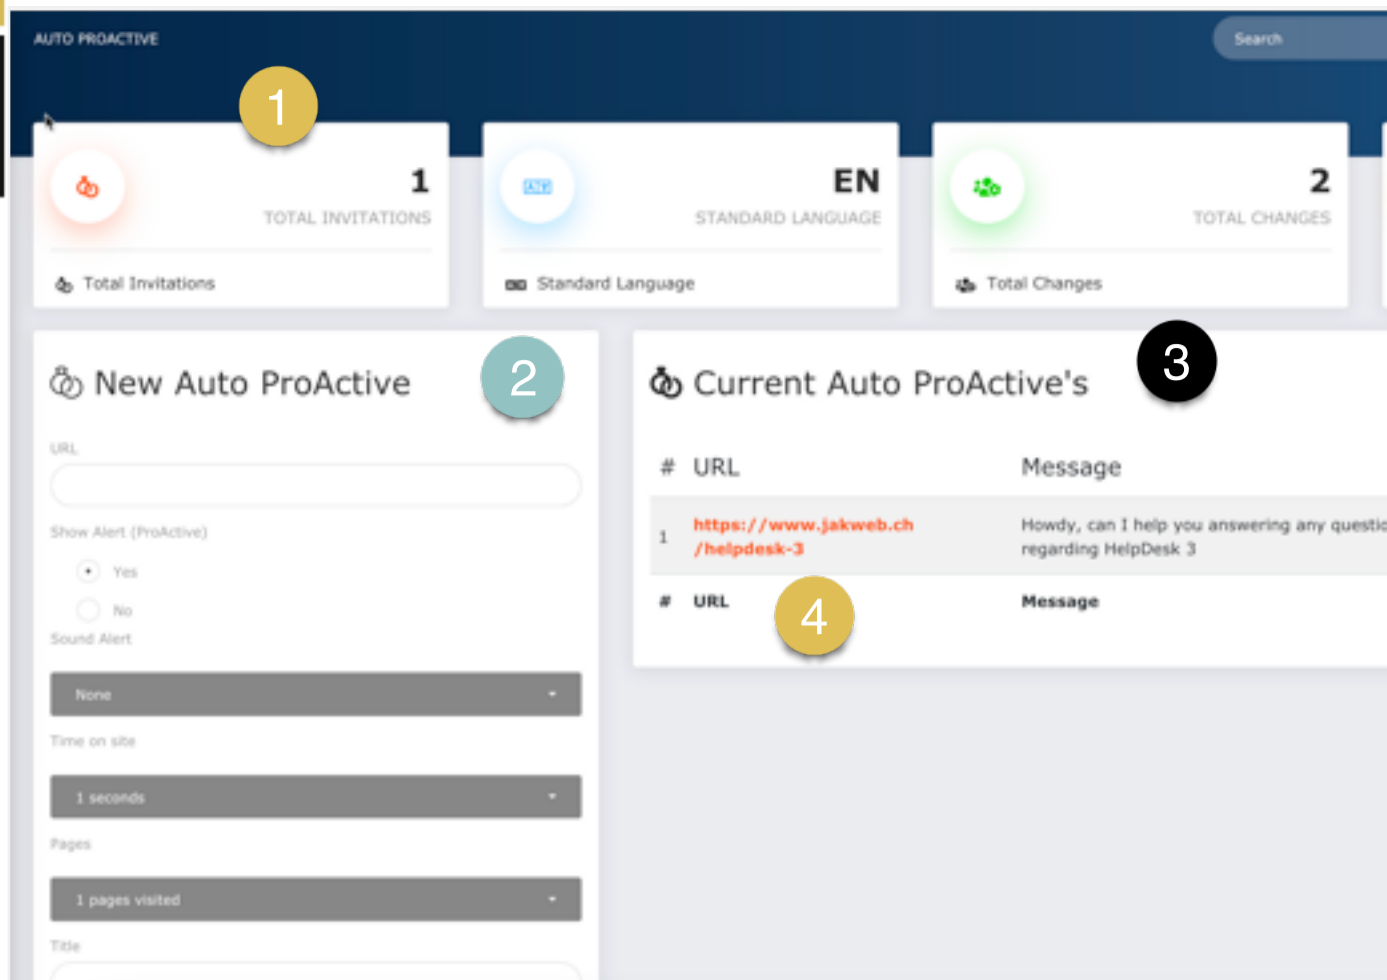 AUTO PROACTIVE
Search
1
1
TOTAL INVITATIONS
Total Invitations
EN
STANDARD LANGUAGE
Standard Language
2
TOTAL CHANGES
Total Changes
New Auto ProActive
2
URL
Show Alert (ProActive)
Yes
No
Sound Alert
None
Time on site
1 seconds
Pages
1 pages visited
Title
Current Auto ProActive's
3
# URL Message
1 https://www.jakweb.ch
/helpdesk-3
Howdy, can I help you answering any questio
regarding HelpDesk 3
# URL Message
4